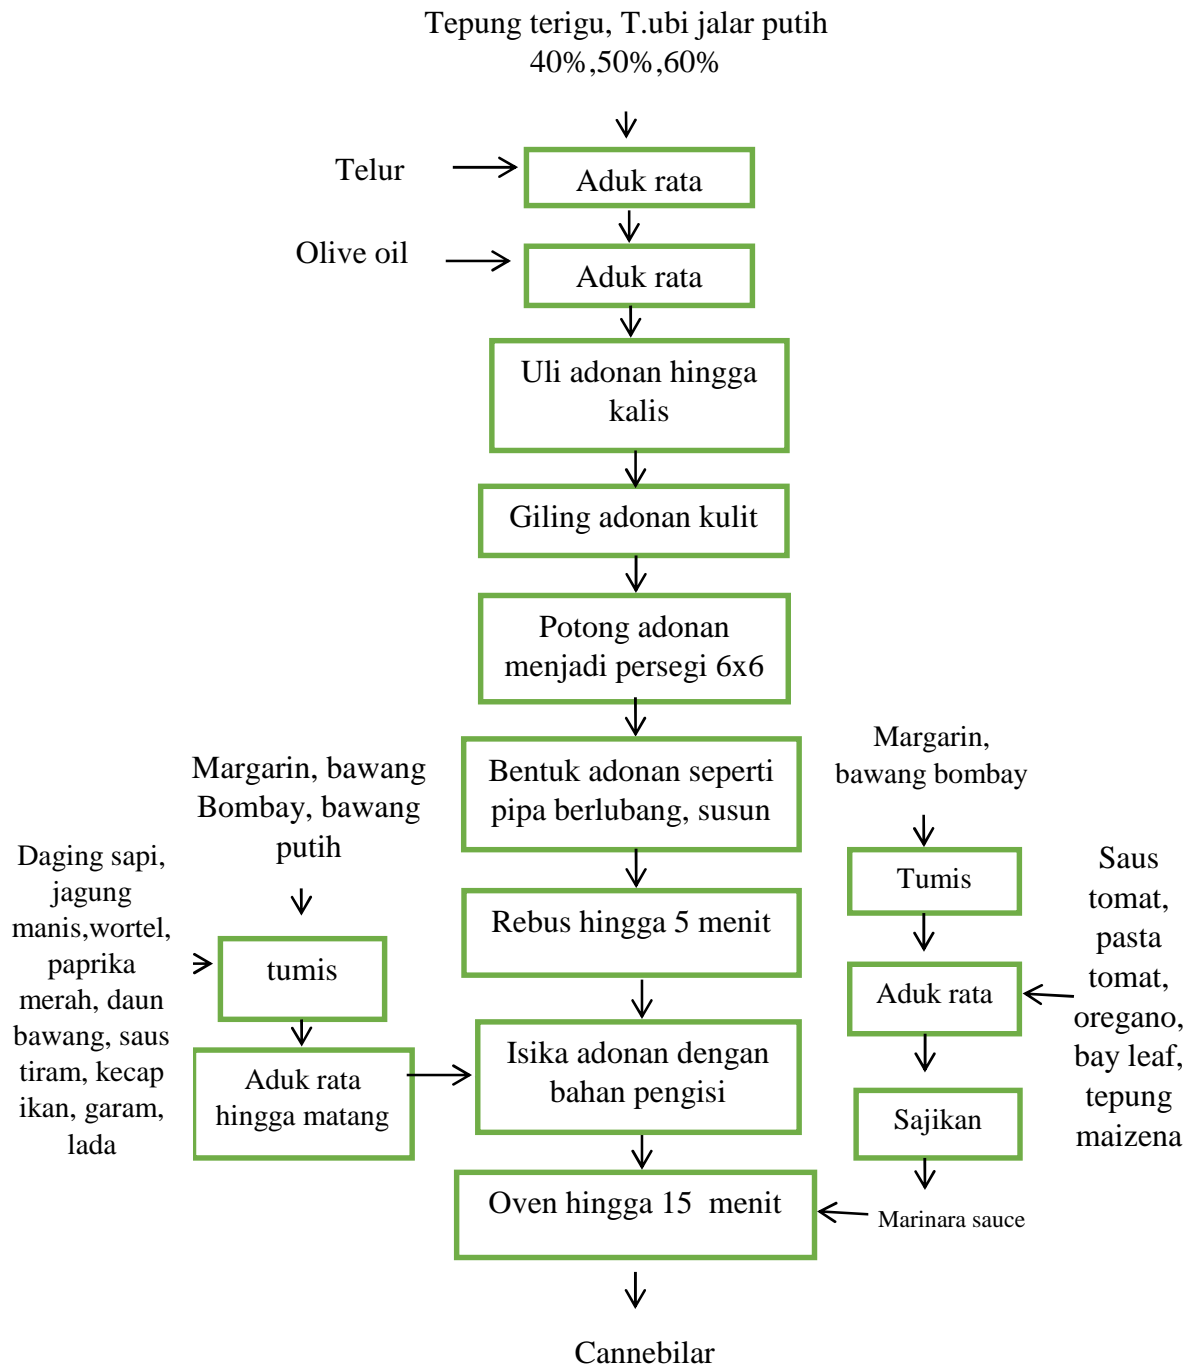 Tepung terigu, T.ubi jalar putih
40%,50%,60%
Telur
Aduk rata
Olive oil
Aduk rata
Uli adonan hingga
kalis
Giling adonan kulit
Potong adonan
menjadi persegi 6x6
Bentuk adonan seperti
pipa berlubang, susun
Rebus hingga 5 menit
Margarin, bawang
Bombay, bawang
putih
Daging sapi,
jagung
manis,wortel,
paprika
merah, daun
bawang, saus
tiram, kecap
ikan, garam,
lada
tumis
Aduk rata
hingga matang
Isika adonan dengan
bahan pengisi
Margarin,
bawang bombay
Tumis
Saus
tomat,
pasta
tomat,
oregano,
bay leaf,
tepung
maizena
Aduk rata
Sajikan
Marinara sauce
Oven hingga 15  menit
Cannebilar